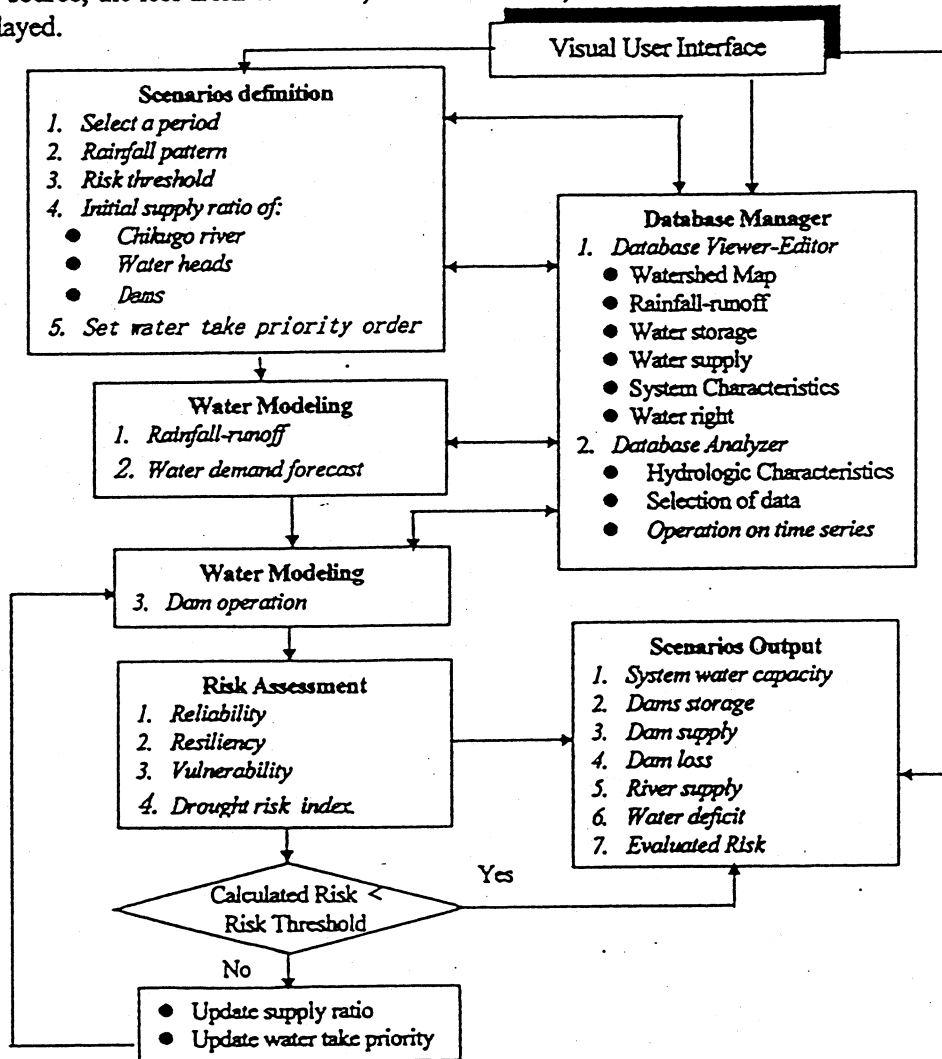 layed.
Visual User Interface
Scenarios definition
1. Select a period
2. Rainfall pattern
3. Risk threshold
4. Initial supply ratio of:
● Chikugo river
● Water heads
● Dams
5. Set water take priority order
Database Manager
1. Database Viewer-Editor
● Watershed Map
● Rainfall-runoff
● Water storage
● Water supply
● System Characteristics
● Water right
2. Database Analyzer
● Hydrologic Characteristics
● Selection of data
● Operation on time series
Water Modeling
1. Rainfall-runoff
2. Water demand forecast
Water Modeling
3. Dam operation
Risk Assessment
1. Reliability
2. Resiliency
3. Vulnerability
4. Drought risk index
Scenarios Output
1. System water capacity
2. Dams storage
3. Dam supply
4. Dam loss
5. River supply
6. Water deficit
7. Evaluated Risk
Calculated Risk <
Risk Threshold
Yes
No
● Update supply ratio
● Update water take priority